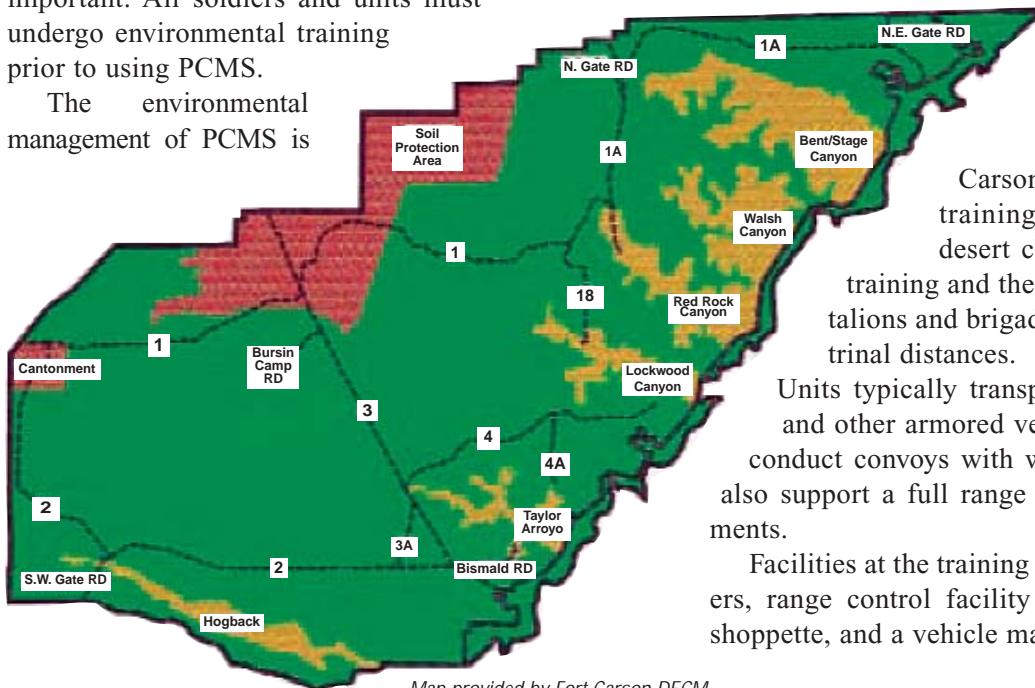 important. All soldiers and units must
undergo environmental training
prior to using PCMS.
The environmental
management of PCMS is
N.E. Gate RD
1A
N. Gate RD
Soil
Protection
Area
1A
Bent/Stage
Canyon
Walsh
Canyon
1
18
Red Rock
Canyon
1
Cantonment
Bursin
Camp
RD
Lockwood
Canyon
3
4
4A
2
Taylor
Arroyo
3A
S.W. Gate RD
2
Bismald RD
Hogback
Carson
training
desert c
training and the
talions and brigad
trinal distances.
Units typically transp
and other armored ve
conduct convoys with w
also support a full range
ments.
Facilities at the training
ers, range control facility
shoppette, and a vehicle ma
Map provided by Fort Carson DECM